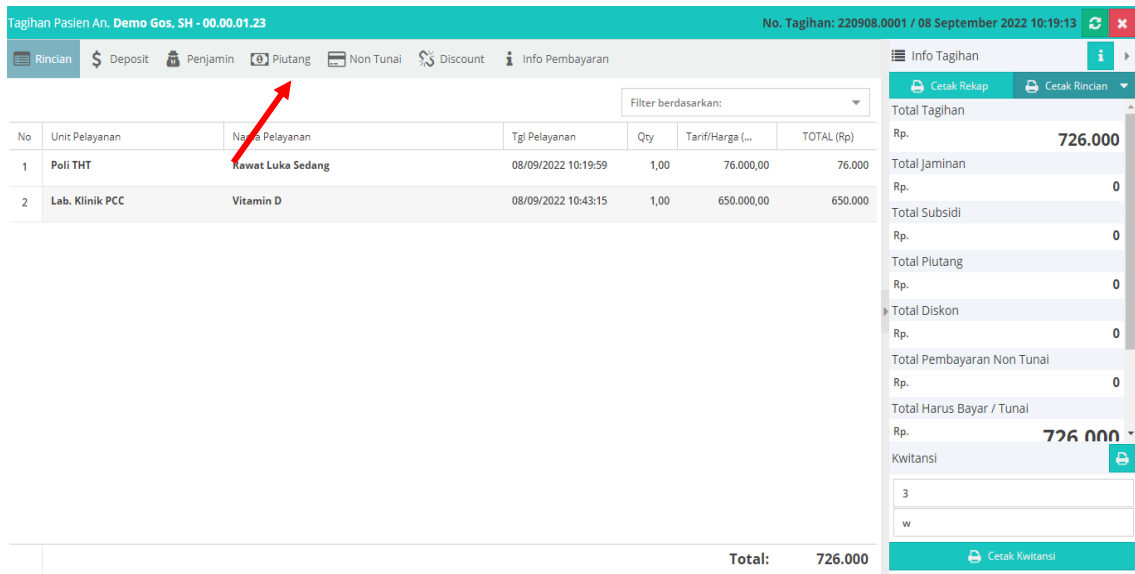 Tagihan Pasien An. Demo Gos, SH - 00.00.01.23
No. Tagihan: 220908.0001 / 08 September 2022 10:19:13
Rincian Deposit Penjamin Piutang Non Tunai Discount Info Pembayaran
Filter berdasarkan:
No Unit Pelayanan Nama Pelayanan Tgl Pelayanan Qty Tarif/Harga (... TOTAL (Rp)
1 Poli THT Rawat Luka Sedang 08/09/2022 10:19:59 1,00 76.000,00 76.000
2 Lab. Klinik PCC Vitamin D 08/09/2022 10:43:15 1,00 650.000,00 650.000
Total: 726.000
Info Tagihan
Cetak Rekap Cetak Rincian
Total Tagihan
Rp. 726.000
Total Jaminan
Rp. 0
Total Subsidi
Rp. 0
Total Piutang
Rp. 0
Total Diskon
Rp. 0
Total Pembayaran Non Tunai
Rp. 0
Total Harus Bayar / Tunai
Rp. 726.000
Kwitansi
3
w
Cetak Kwitansi